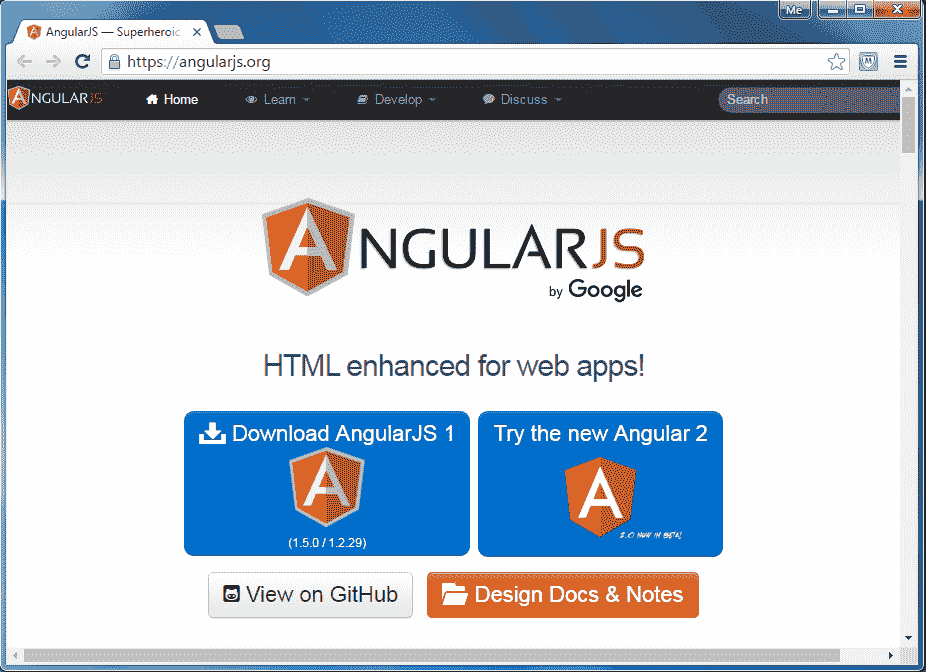 Me
AngularJS — Superheroic
https://angularjs.org
ANGULARJS
Home
Learn
Develop
Discuss
Search
ANGULARJS
by Google
HTML enhanced for web apps!
Download AngularJS 1
A
(1.5.0 / 1.2.29)
Try the new Angular 2
A
2.0 NOW IN BETA!
View on GitHub
Design Docs & Notes